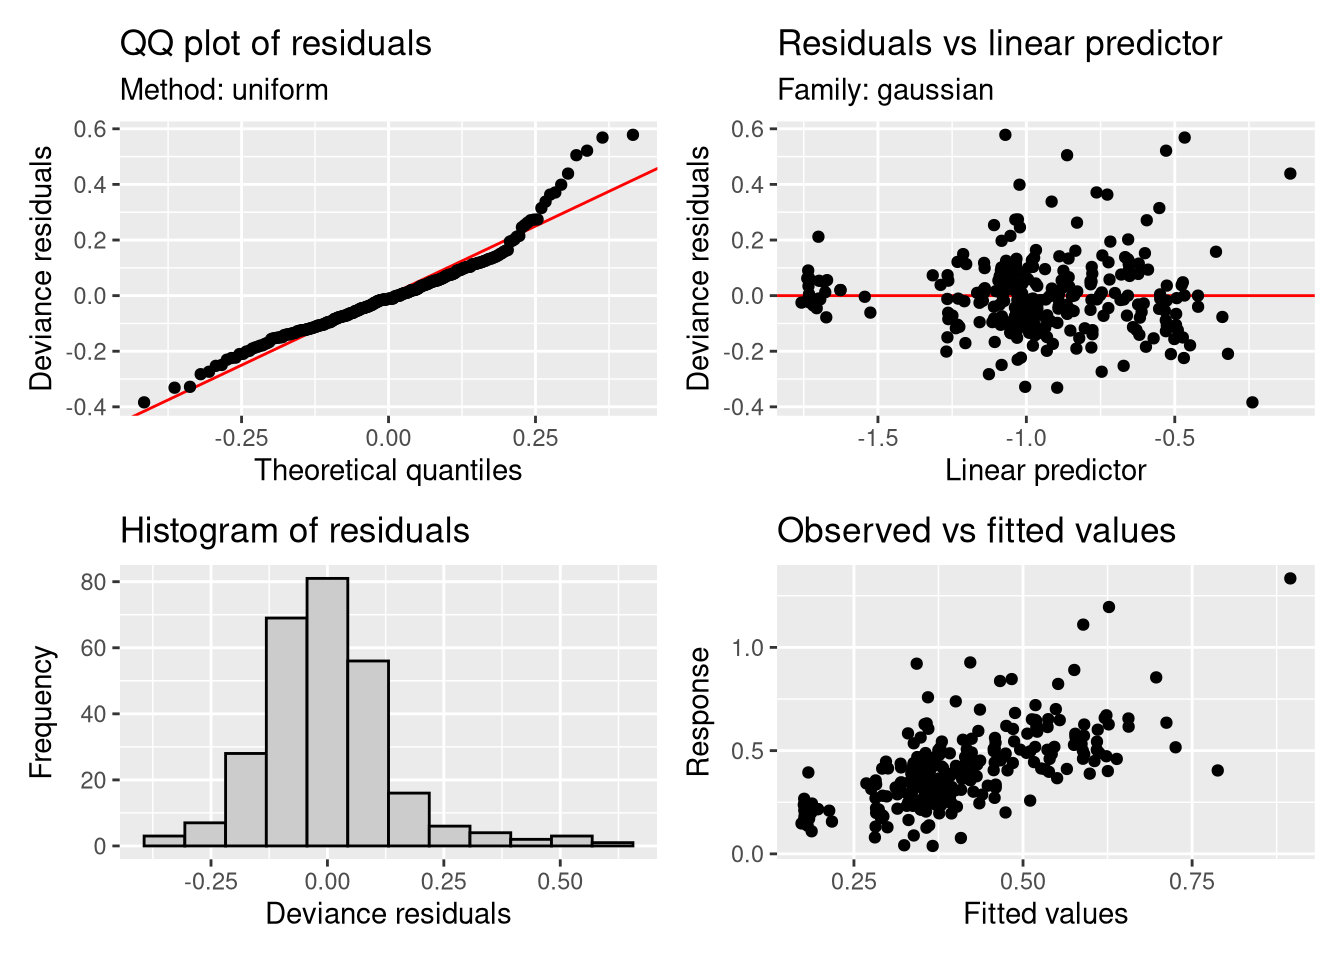 QQ plot of residuals
Method: uniform
Deviance residuals
0.6
0.4
0.2
0.0
-0.2
-0.4
-0.25
0.00
0.25
Theoretical quantiles
Residuals vs linear predictor
Family: gaussian
Deviance residuals
0.6
0.4
0.2
0.0
-0.2
-0.4
-1.5
-1.0
-0.5
Linear predictor
Histogram of residuals
Frequency
80
60
40
20
0
-0.25
0.00
0.25
0.50
Deviance residuals
Observed vs fitted values
Response
1.0
0.5
0.0
0.25
0.50
0.75
Fitted values